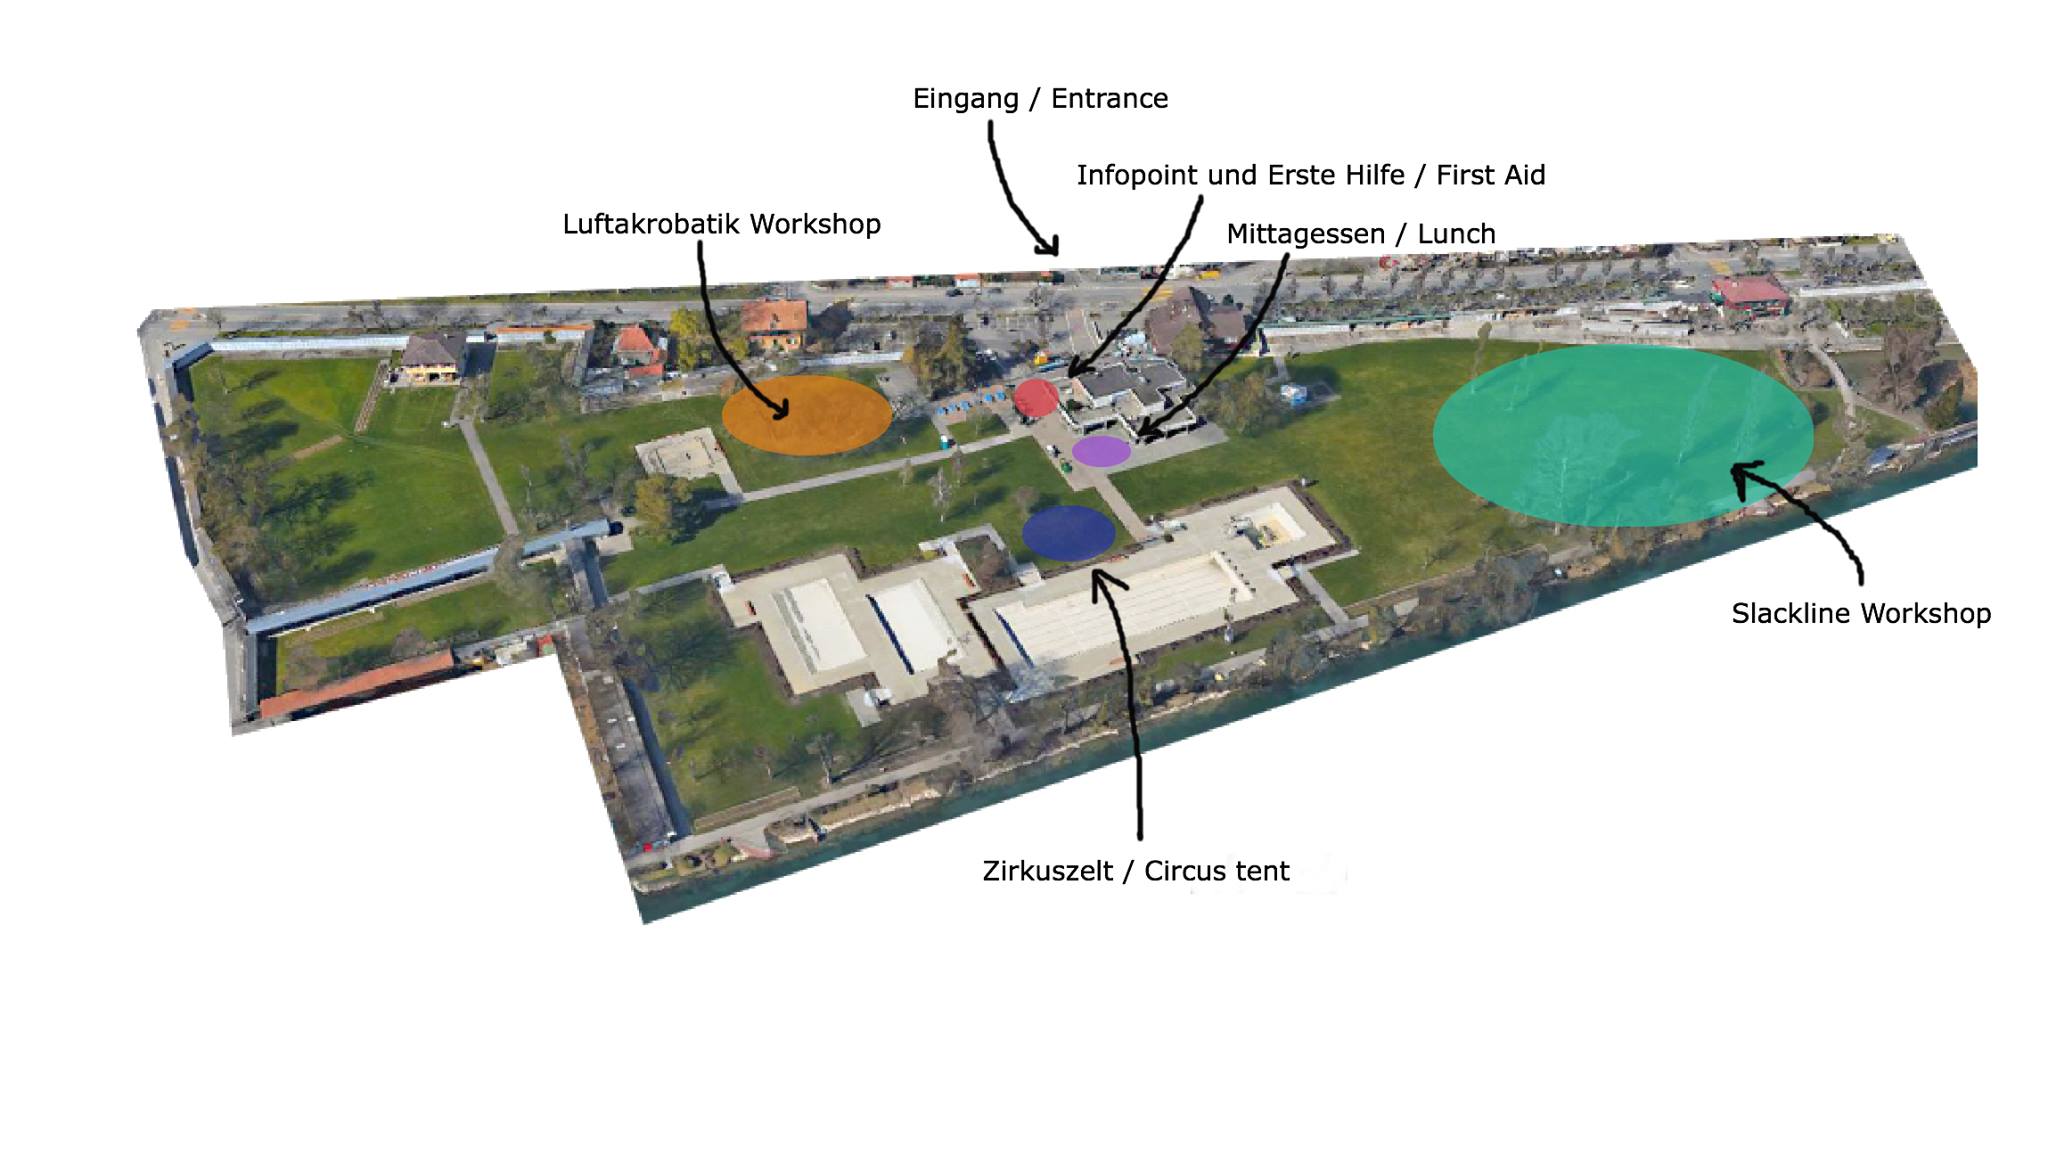 Eingang / Entrance
Infopoint und Erste Hilfe / First Aid
Luftakrobatik Workshop
Mittagessen / Lunch
Slackline Workshop
Zirkuszelt / Circus tent